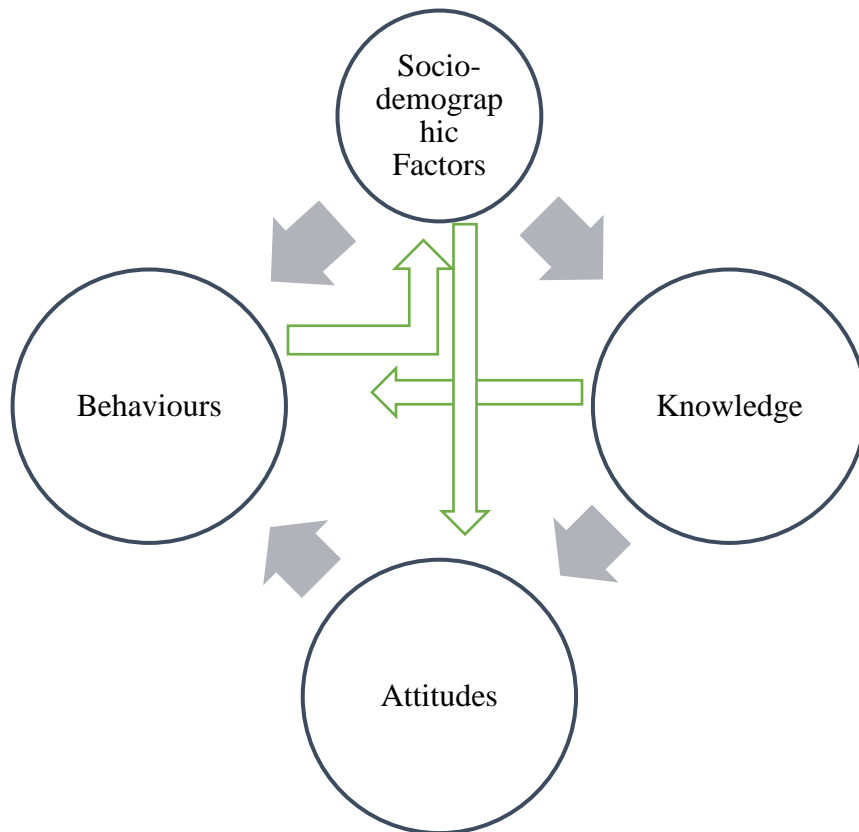 Socio-
demograp
hic
Factors
Behaviours
Knowledge
Attitudes